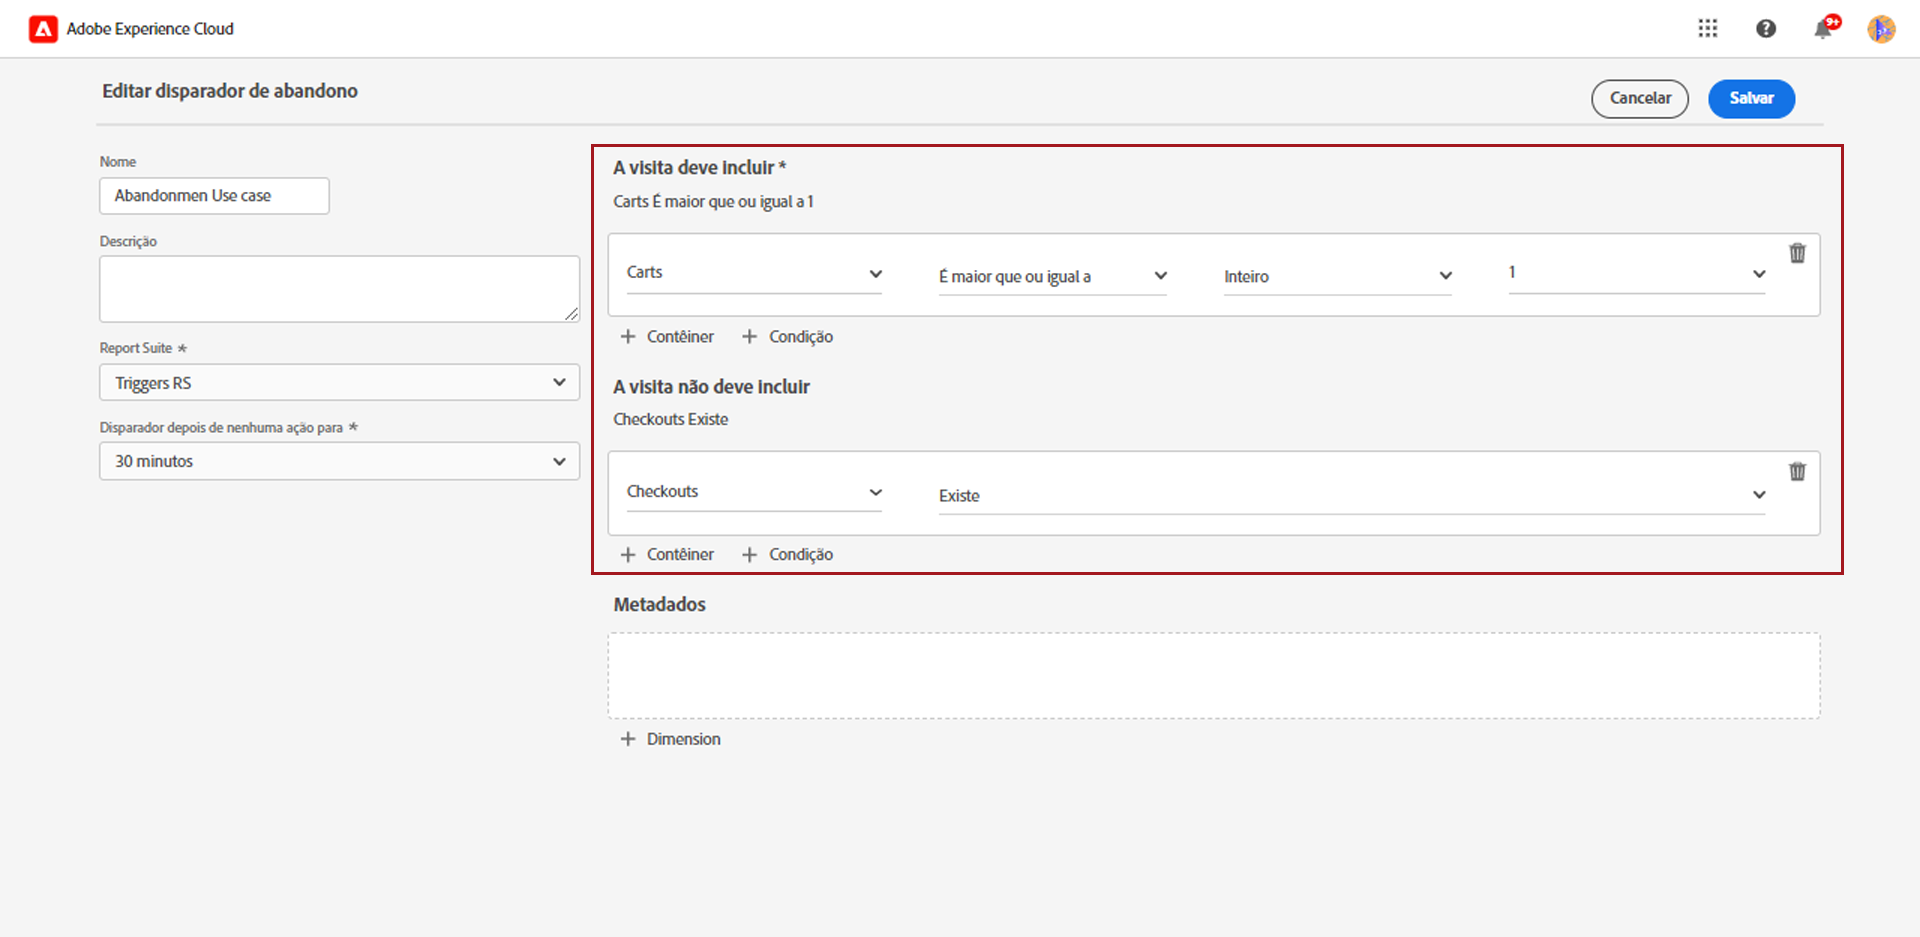 Adobe Experience Cloud
9+
Editar disparador de abandono
Cancelar
Salvar
Nome
Abandonmen Use case
Descrição
Report Suite *
Triggers RS
Disparador depois de nenhuma ação para *
30 minutos
A visita deve incluir *
Carts É maior que ou igual a 1
Carts
É maior que ou igual a
Inteiro
1
+ Contêiner
+ Condição
A visita não deve incluir
Checkouts Existe
Checkouts
Existe
+ Contêiner
+ Condição
Metadados
+ Dimension